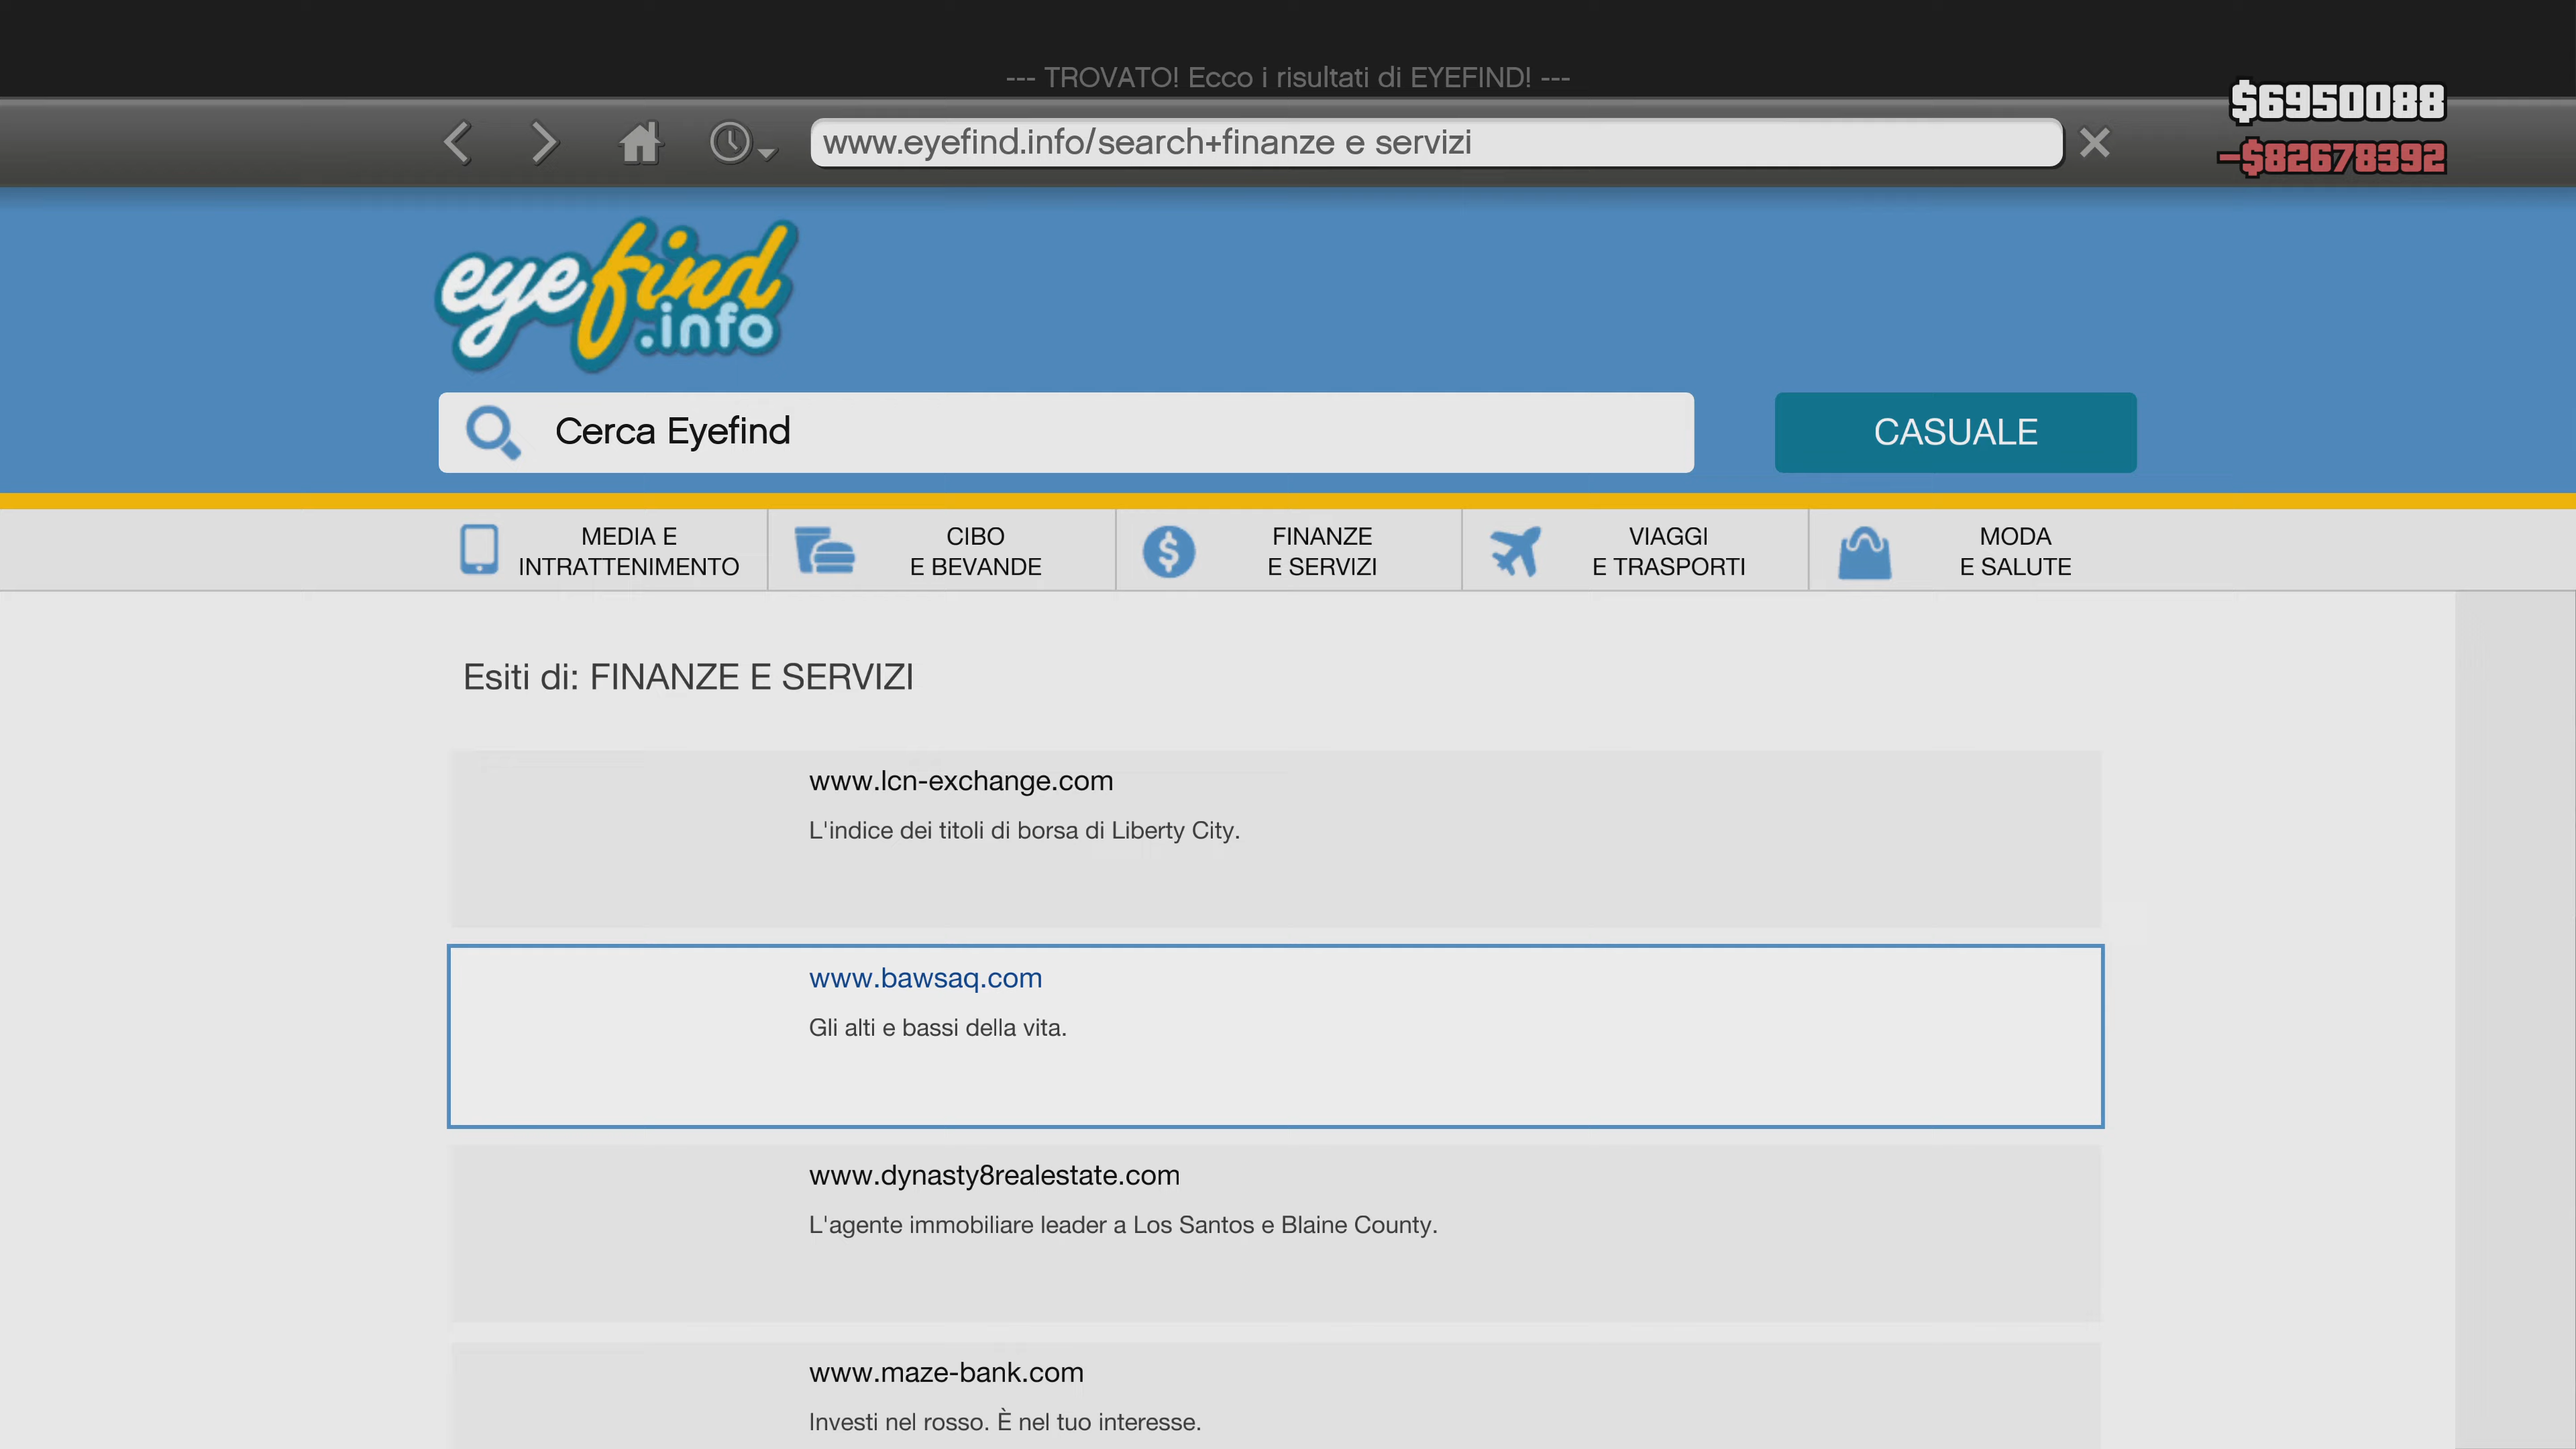 --- TROVATO! Ecco i risultati di EYEFIND! ---
$6950088
www.eyefind.info/search+finanze e servizi
-$82678392
eyefind
.info
Cerca Eyefind
CASUALE
MEDIA E
INTRATTENIMENTO
CIBO
E BEVANDE
FINANZE
E SERVIZI
VIAGGI
E TRASPORTI
MODA
E SALUTE
Esiti di: FINANZE E SERVIZI
www.lcn-exchange.com
L'indice dei titoli di borsa di Liberty City.
www.bawsaq.com
Gli alti e bassi della vita.
www.dynasty8realestate.com
L'agente immobiliare leader a Los Santos e Blaine County.
www.maze-bank.com
Investi nel rosso. È nel tuo interesse.